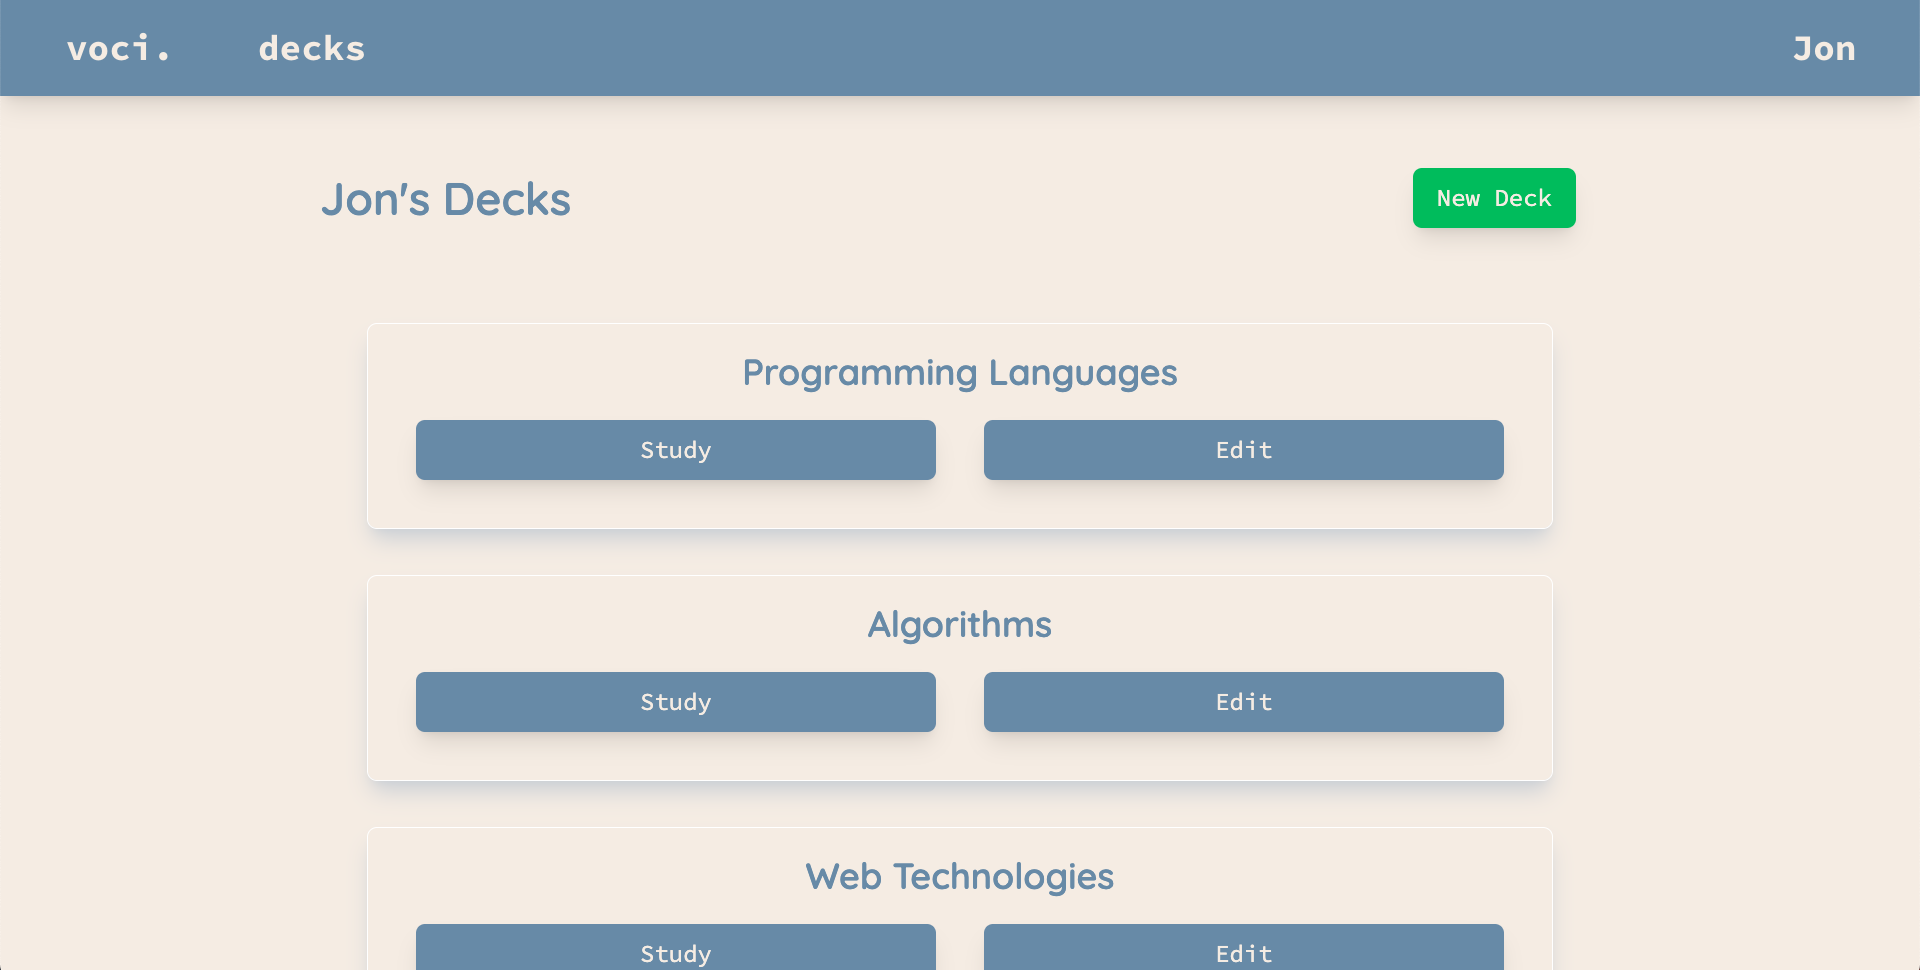 voci. decks Jon
Jon's Decks New Deck
Programming Languages
Study Edit
Algorithms
Study Edit
Web Technologies
Study Edit